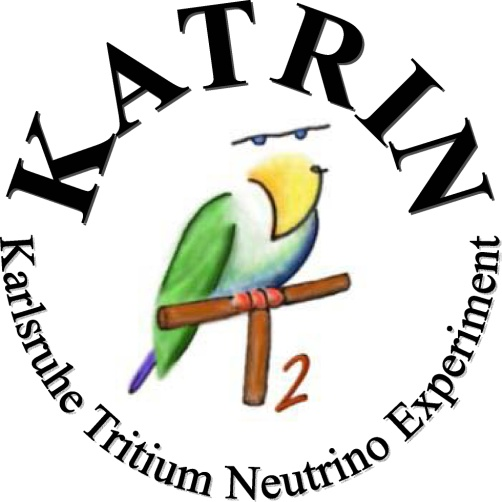 KATRIN
T2
Karlsruhe Tritium Neutrino Experiment